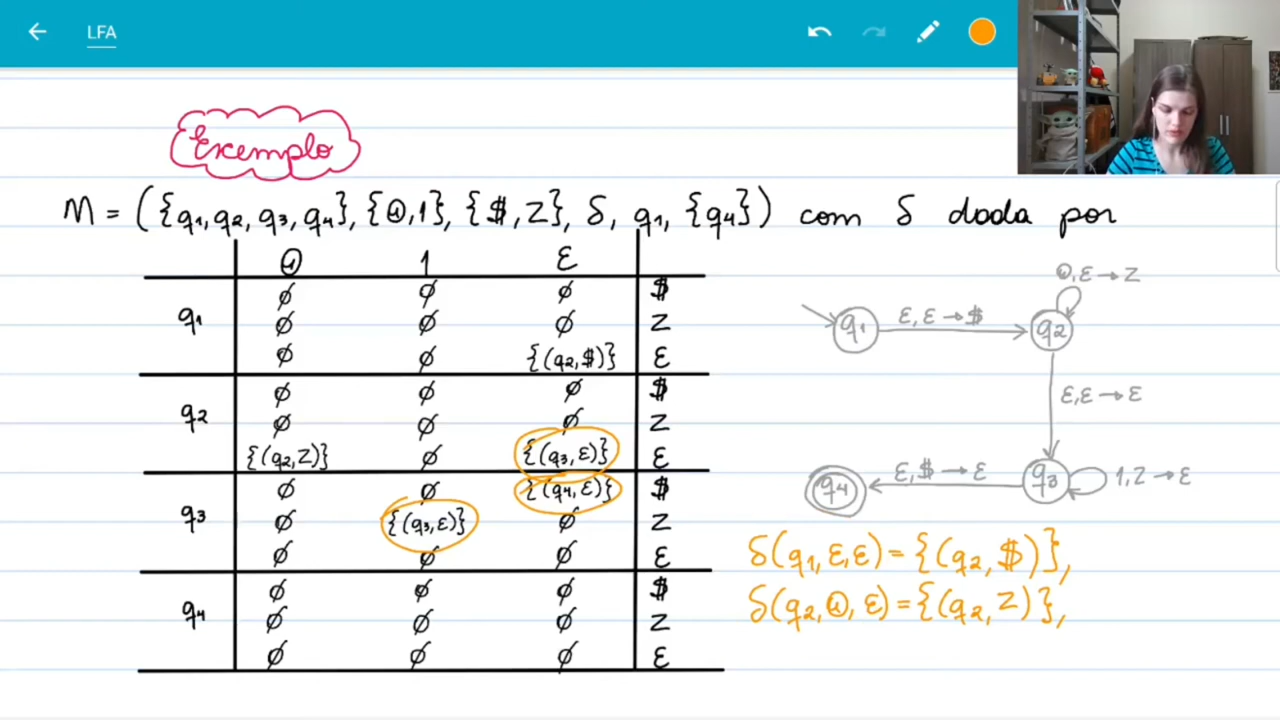 LFA
Exemplo
M = ({q1, q2, q3, q4}, {0, 1}, {$, Z}, δ, q1, {q4}) com δ dada por
0 1 ε
q1 ∅ ∅ ∅ $
∅ ∅ ∅ Z
∅ ∅ {(q2, $)} ε
q2 ∅ ∅ ∅ $
∅ ∅ ∅ Z
{(q2, Z)} ∅ {(q3, ε)} ε
q3 ∅ ∅ {(q4, ε)} $
∅ {(q3, ε)} ∅ Z
∅ ∅ ∅ ε
q4 ∅ ∅ ∅ $
∅ ∅ ∅ Z
∅ ∅ ∅ ε
0, ε → Z
q1 ε, ε → $ q2
ε, ε → ε
q4 ε, $ → ε q3 1, Z → ε
δ(q1, ε, ε) = {(q2, $)},
δ(q2, 0, ε) = {(q2, Z)},